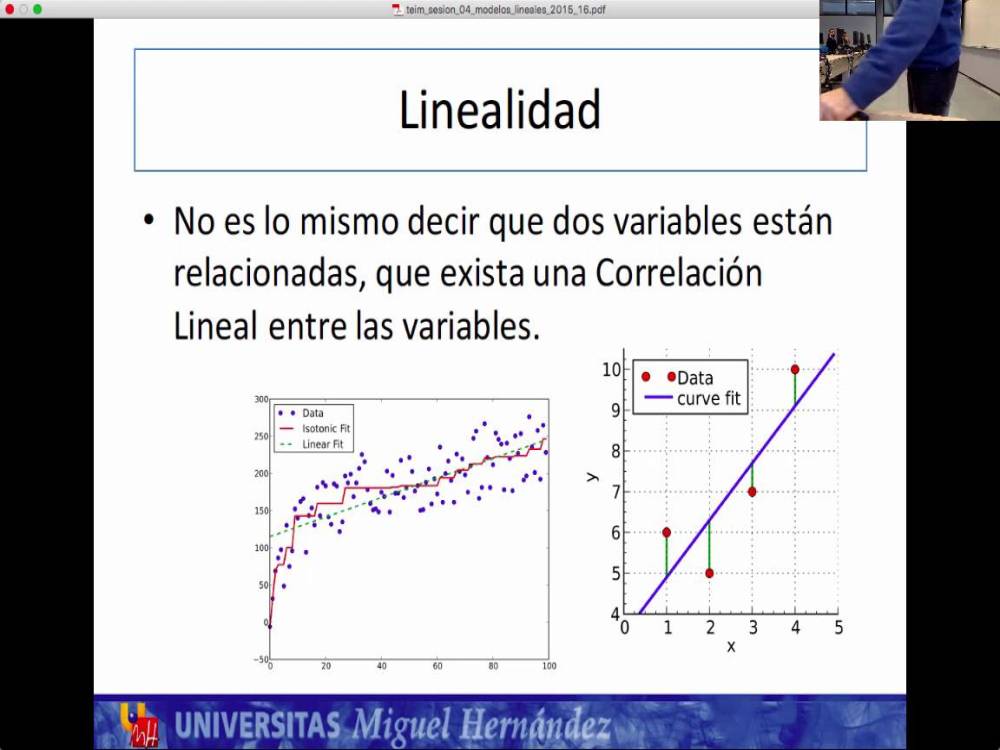 teim_sesion_04_modelos_lineales_2015_16.pdf
Linealidad
• No es lo mismo decir que dos variables están
relacionadas, que exista una Correlación
Lineal entre las variables.
300
250
200
150
100
50
0
−50
0 20 40 60 80 100
Data
Isotonic Fit
Linear Fit
10
9
8
7
6
5
4
0 1 2 3 4 5
y
x
Data
curve fit
UMH
UNIVERSITAS Miguel Hernández